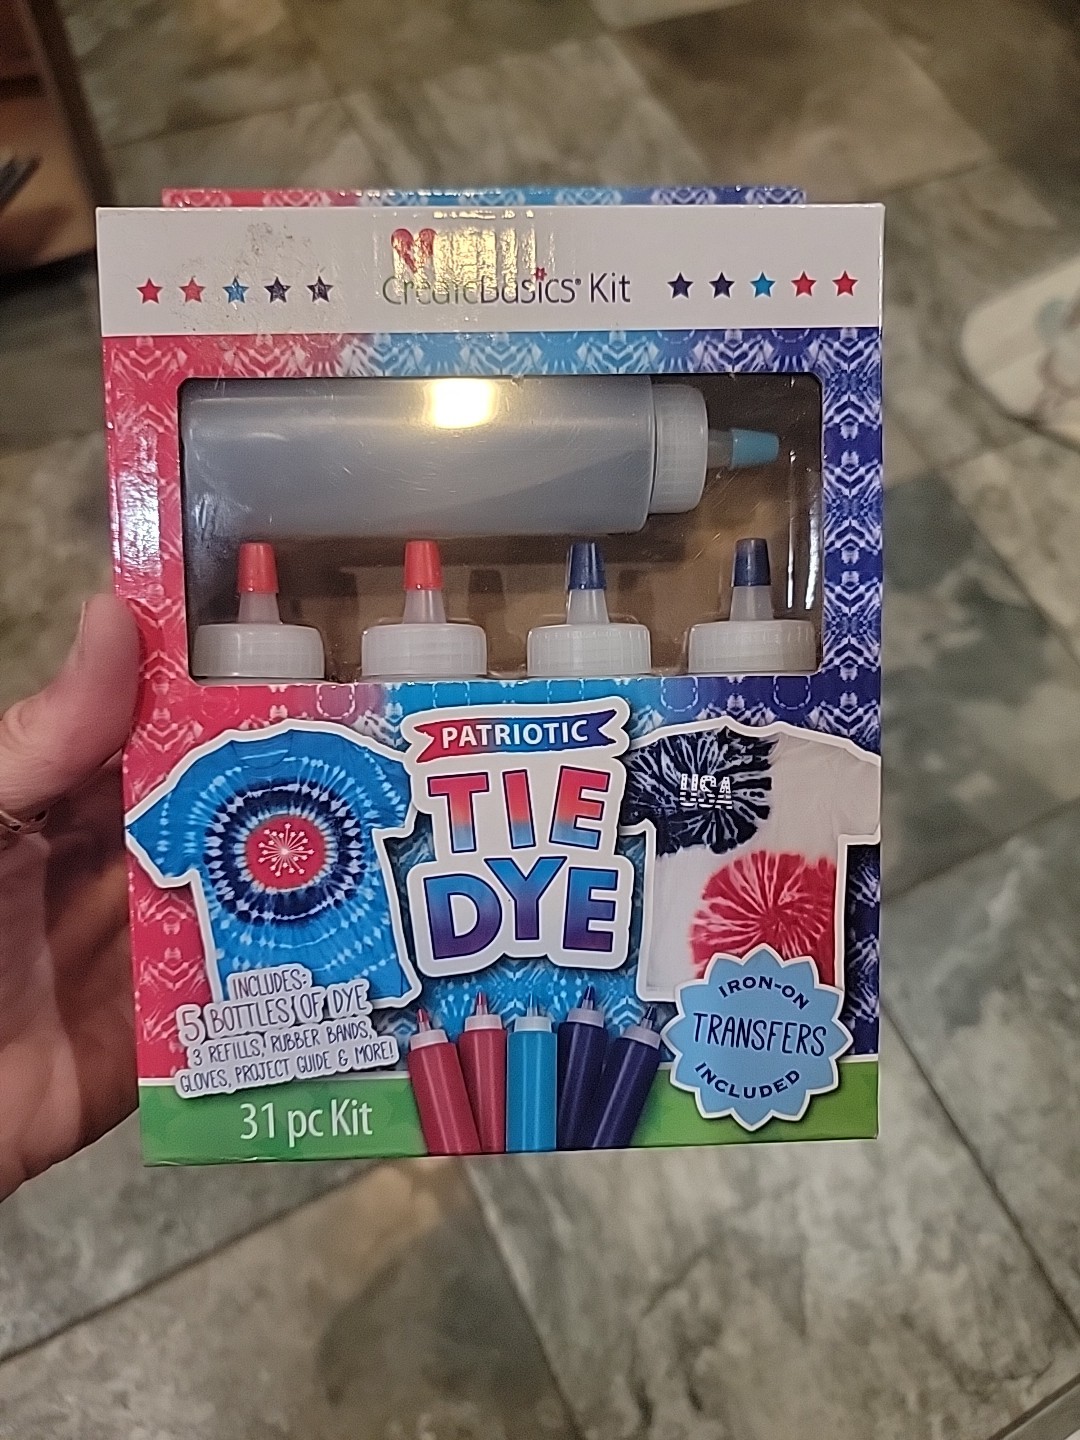 CreateBasics® Kit
PATRIOTIC
TIE
DYE
USA
INCLUDES:
5 BOTTLES OF DYE
3 REFILLS, RUBBER BANDS,
GLOVES, PROJECT GUIDE & MORE!
31 pc Kit
IRON-ON
TRANSFERS
INCLUDED